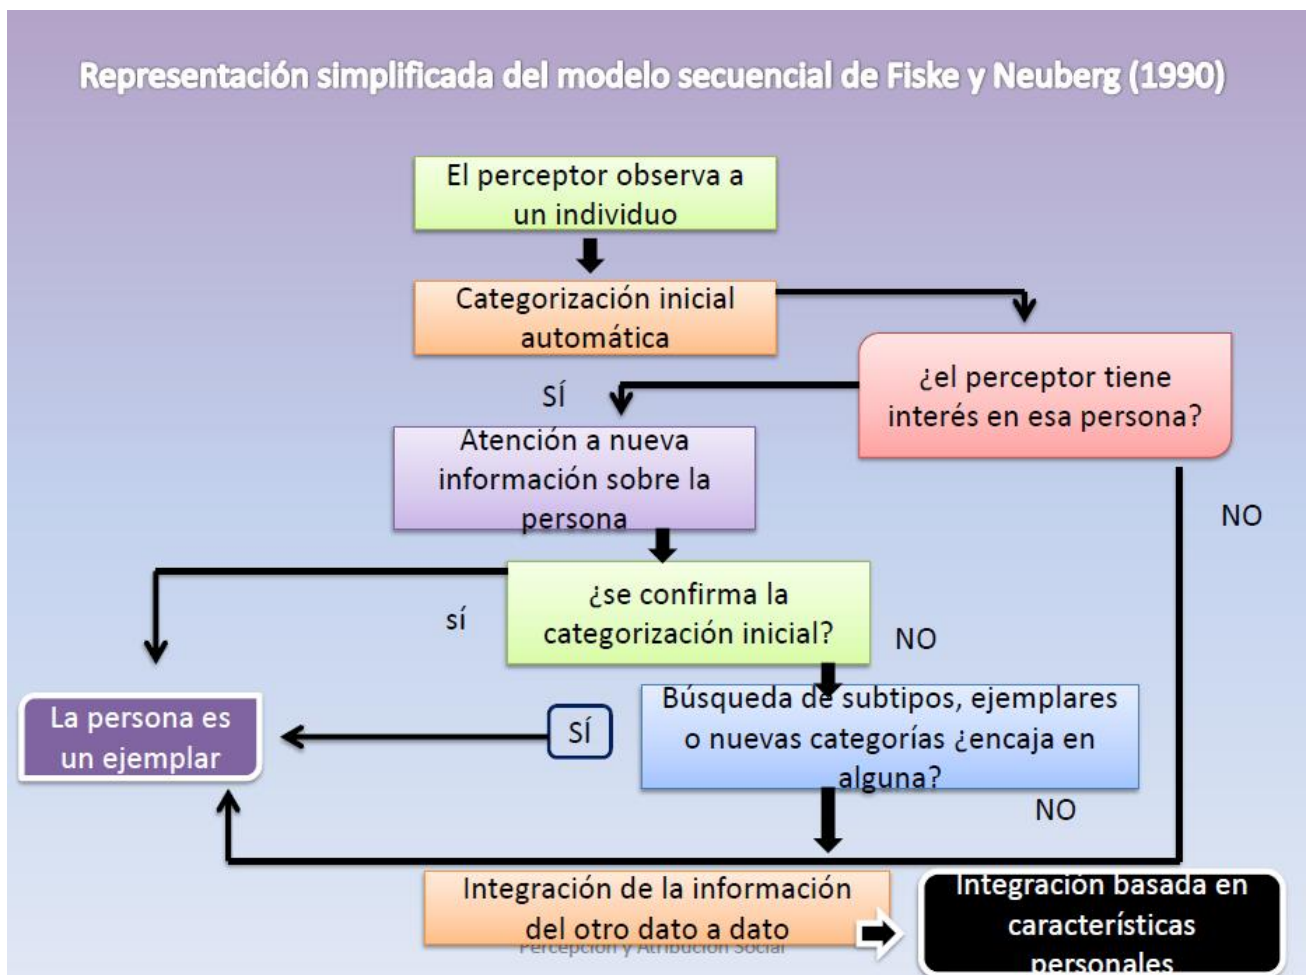 Representación simplificada del modelo secuencial de Fiske y Neuberg (1990)
El perceptor observa a
un individuo
Categorización inicial
automática
¿el perceptor tiene
interés en esa persona?
SÍ
Atención a nueva
información sobre la
persona
NO
¿se confirma la
categorización inicial?
sí
NO
Búsqueda de subtipos, ejemplares
o nuevas categorías ¿encaja en
alguna?
SÍ
La persona es
un ejemplar
NO
Integración de la información
del otro dato a dato
Integración basada en
características
personales
Percepción y Atribución Social